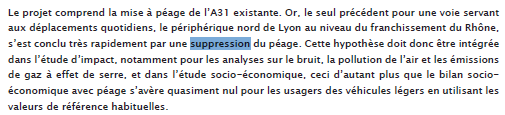 Le projet comprend la mise à péage de l'A31 existante. Or, le seul précédent pour une voie servant
aux déplacements quotidiens, le périphérique nord de Lyon au niveau du franchissement du Rhône,
s'est conclu très rapidement par une suppression du péage. Cette hypothèse doit donc être intégrée
dans l'étude d'impact, notamment pour les analyses sur le bruit, la pollution de l'air et les émissions
de gaz à effet de serre, et dans l'étude socio-économique, ceci d'autant plus que le bilan socio-
économique avec péage s'avère quasiment nul pour les usagers des véhicules légers en utilisant les
valeurs de référence habituelles.